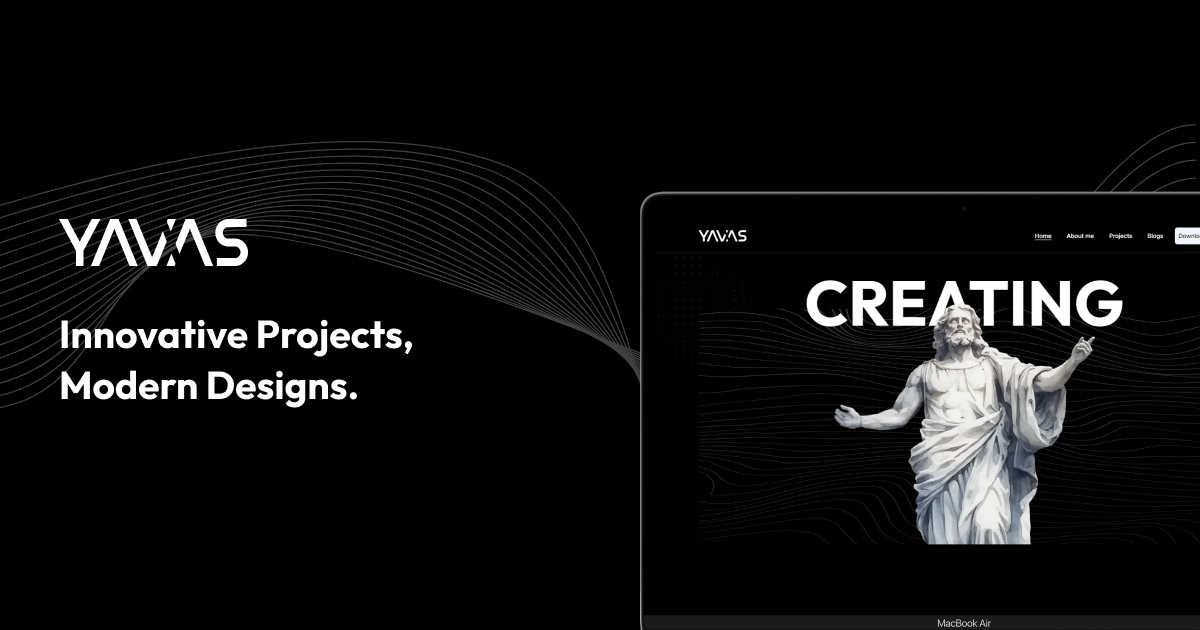 YAVAS
Innovative Projects,
Modern Designs.
YAVAS
Home About me Projects Blogs
CREATING
MacBook Air